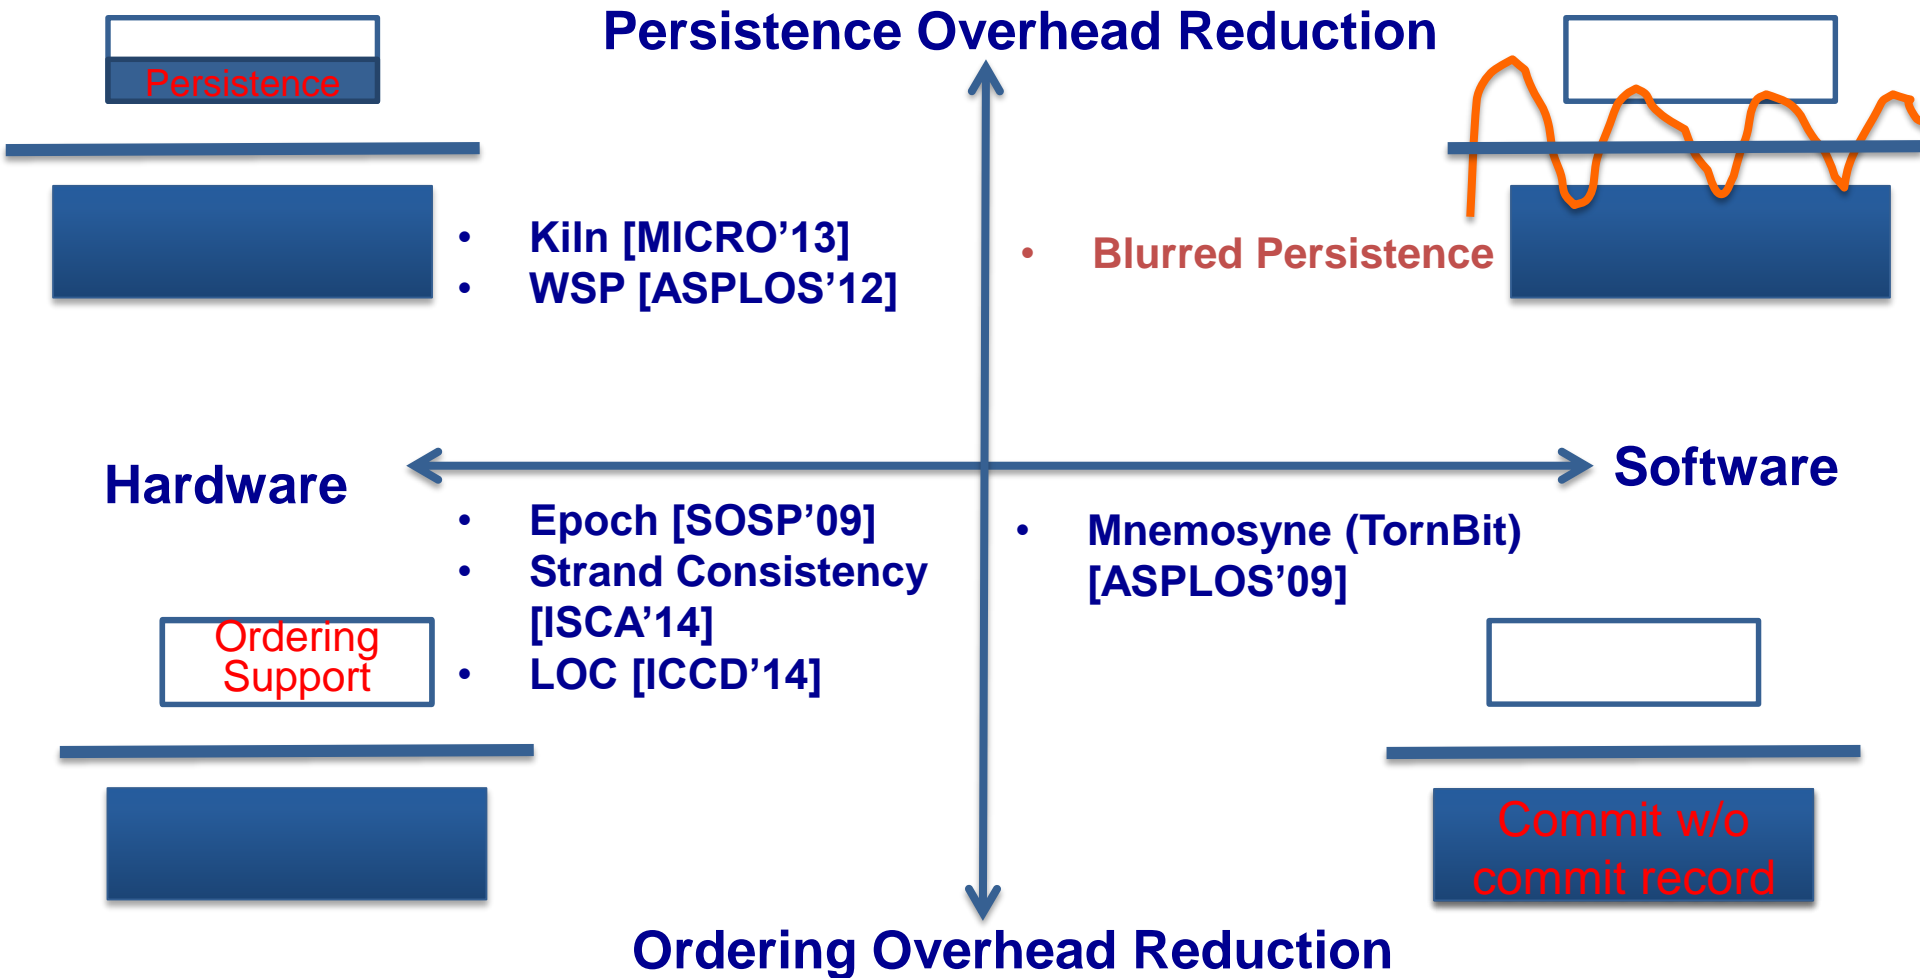 Persistence Overhead Reduction
Persistence
• Kiln [MICRO’13]
• WSP [ASPLOS’12]
• Blurred Persistence
Hardware
Software
• Epoch [SOSP’09]
• Strand Consistency
[ISCA’14]
• LOC [ICCD’14]
• Mnemosyne (TornBit)
[ASPLOS’09]
Ordering
Support
Commit w/o
commit record
Ordering Overhead Reduction